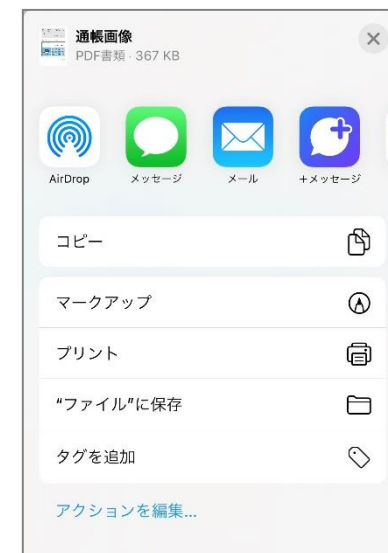 通帳画像
PDF書類・367 KB
AirDrop
メッセージ
メール
+メッセージ
コピー
マークアップ
プリント
“ファイル”に保存
タグを追加
アクションを編集...